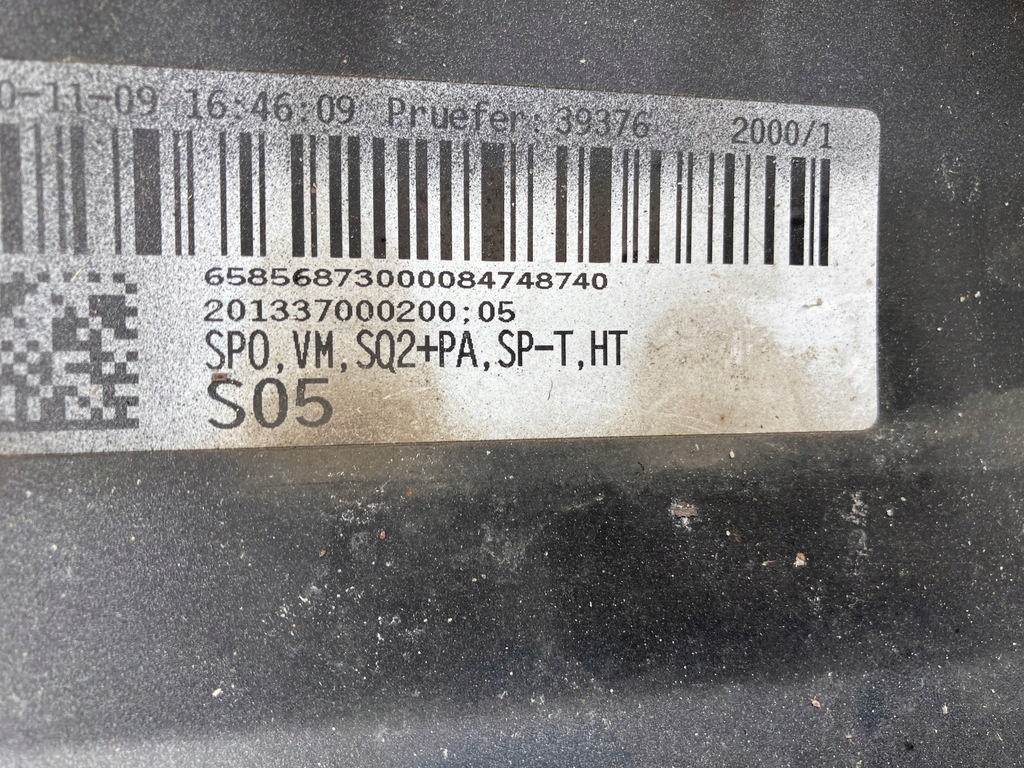 0-11-09 16:46:09 Pruefer: 39376 2000/1
65856873000084748740
201337000200;05
SPO,VM,SQ2+PA,SP-T,HT
S05